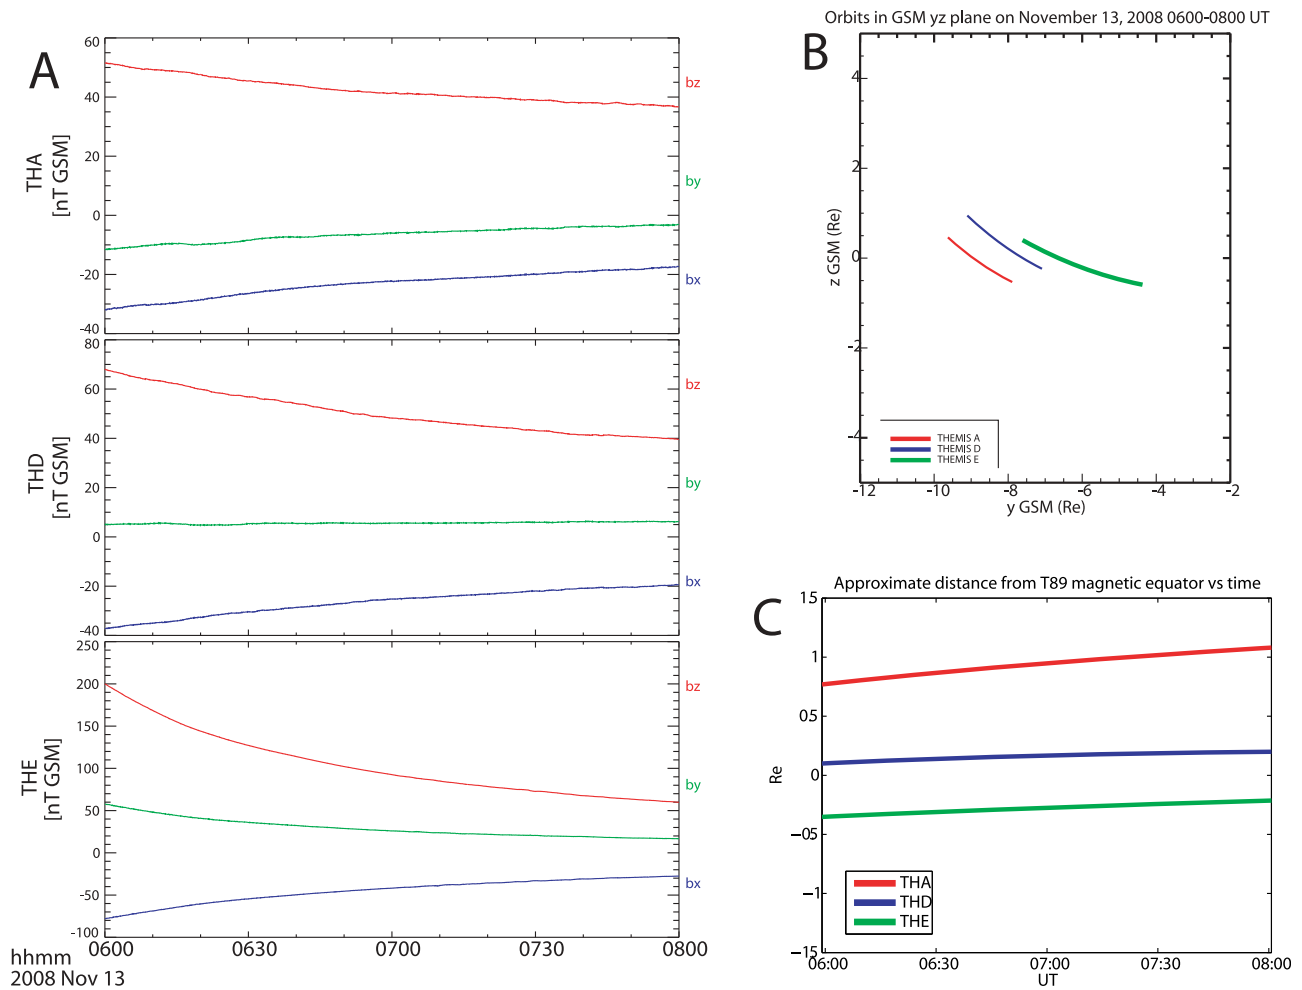 A
THA
[nT GSM]
60
40
20
0
-20
-40
bz
by
bx
THD
[nT GSM]
80
60
40
20
0
-20
-40
bz
by
bx
THE
[nT GSM]
250
200
150
100
50
0
-50
-100
bz
by
bx
0600
0630
0700
0730
0800
hhmm
2008 Nov 13
Orbits in GSM yz plane on November 13, 2008 0600-0800 UT
B
z GSM (Re)
4
2
0
-2
-4
THEMIS A
THEMIS D
THEMIS E
-12
-10
-8
-6
-4
-2
y GSM (Re)
Approximate distance from T89 magnetic equator vs time
C
Re
15
1
05
0
-05
-1
-15
THA
THD
THE
06:00
06:30
07:00
07:30
08:00
UT